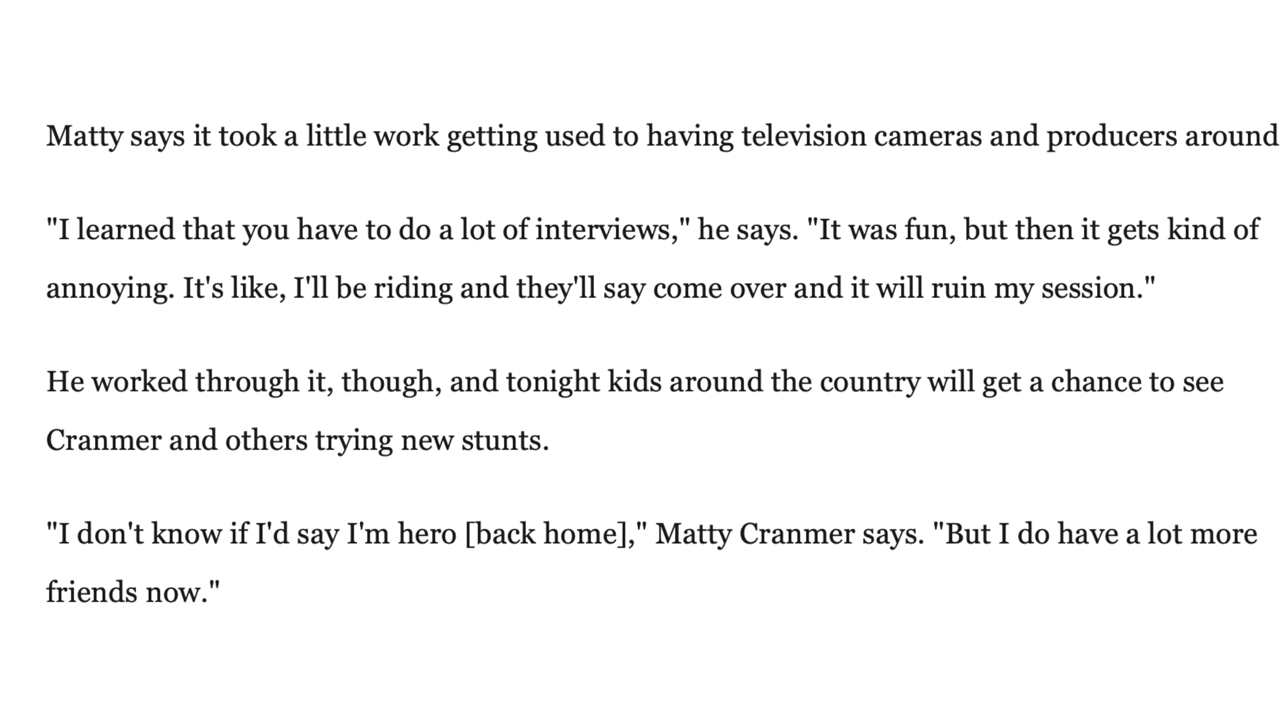 Matty says it took a little work getting used to having television cameras and producers around
"I learned that you have to do a lot of interviews," he says. "It was fun, but then it gets kind of
annoying. It's like, I'll be riding and they'll say come over and it will ruin my session."
He worked through it, though, and tonight kids around the country will get a chance to see
Cranmer and others trying new stunts.
"I don't know if I'd say I'm hero [back home]," Matty Cranmer says. "But I do have a lot more
friends now."